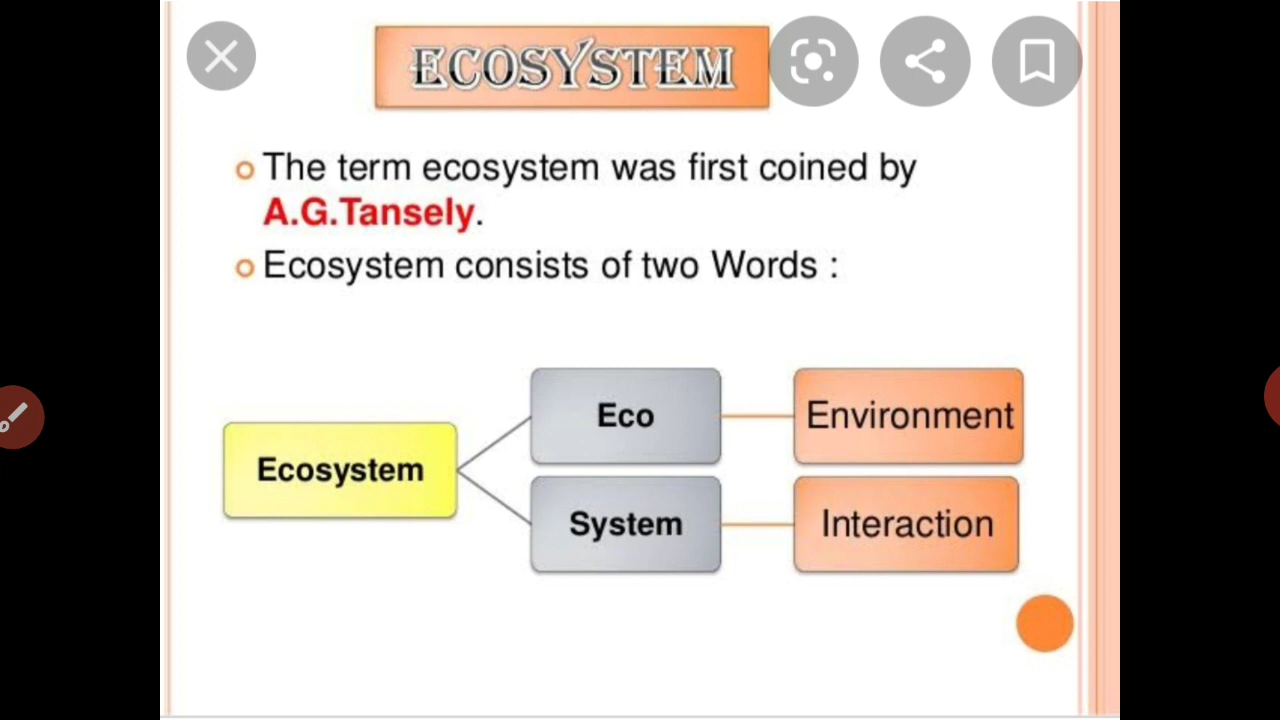 ECOSYSTEM
The term ecosystem was first coined by
A.G.Tansely.
Ecosystem consists of two Words :
Eco
Environment
Ecosystem
System
Interaction